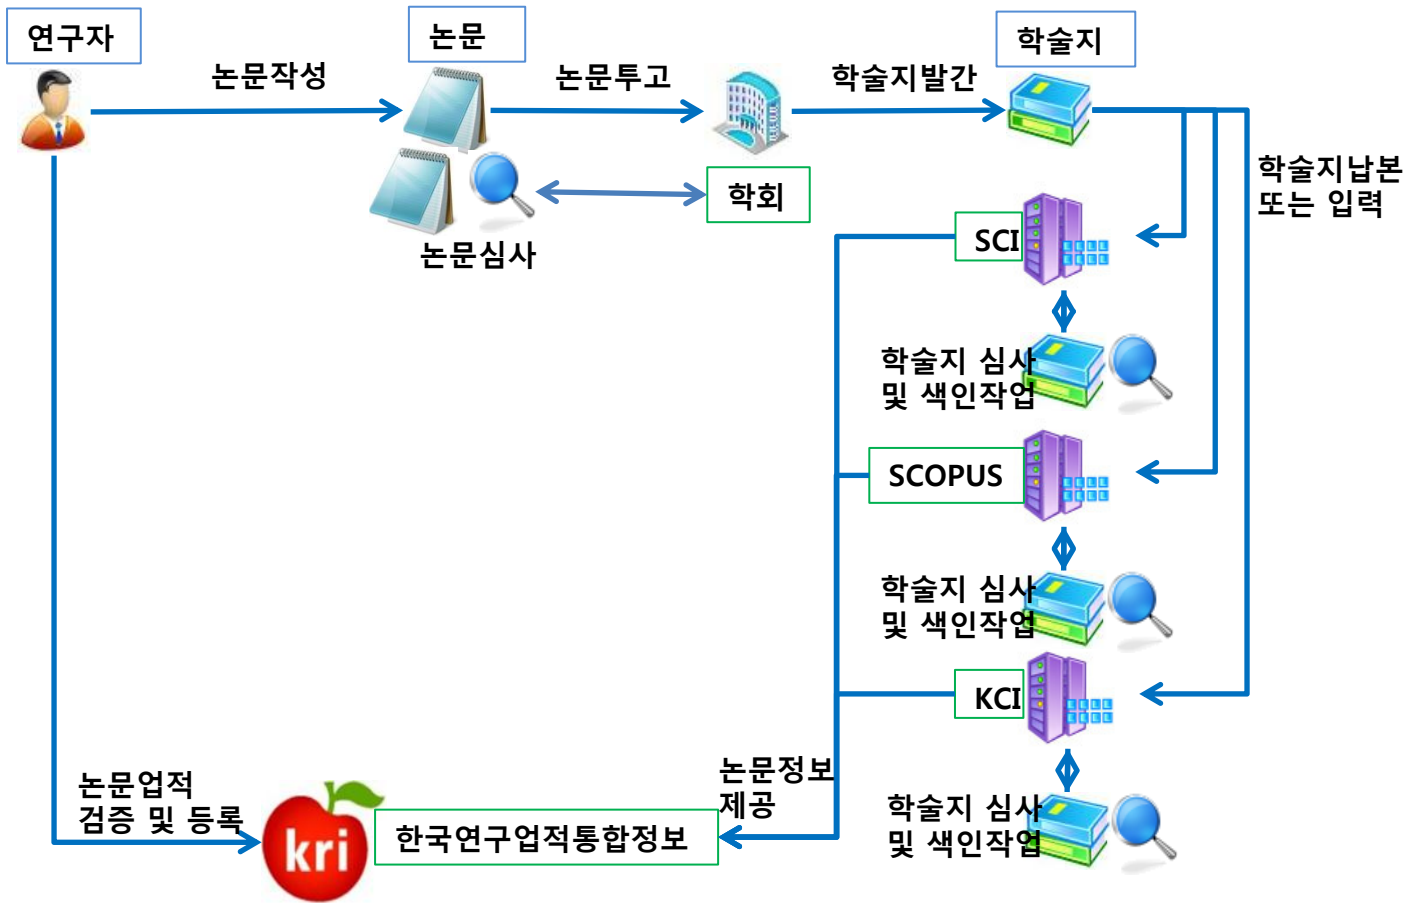 연구자
논문
학술지
논문작성
논문투고
학술지발간
학술지납본
또는 입력
학회
논문심사
SCI
학술지 심사
및 색인작업
SCOPUS
학술지 심사
및 색인작업
KCI
논문정보
제공
논문업적
검증 및 등록
kri
한국연구업적통합정보
학술지 심사
및 색인작업